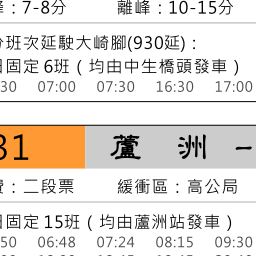 峰：7-8分 離峰：10-15分
分班次延駛大崎腳(930延)：
日固定 6班（均由中生橋頭發車）
30 07:00 07:30 16:30 17:00
31 蘆 洲 –
費：二段票 緩衝區：高公局
日固定 15班（均由蘆洲站發車）
50 06:48 07:24 08:15 09:30